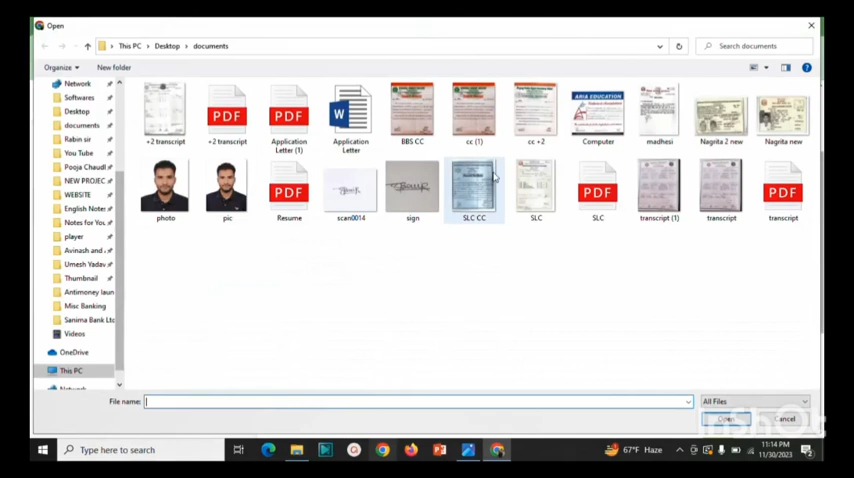 Open
This PC > Desktop > documents
Search documents
Organize
New folder
Network
Softwares
Desktop
documents
Rabin sir
You Tube
Pooja Chaudl
NEW PROJEC
WEBSITE
English Notes
Notes for You
player
Avinash and
Umesh Yadav
Thumbnail
Antimoney laun
Misc Banking
Sanima Bank Ltd
Videos
OneDrive
This PC
Network
+2 transcript
PDF
+2 transcript
PDF
Application
Letter (1)
W
Application
Letter
BBS CC
cc (1)
cc +2
ARIA EDUCATION
Computer
madhesi
Nagrita 2 new
Nagrita new
photo
pic
PDF
Resume
scan0014
sign
SLC CC
SLC
PDF
SLC
transcript (1)
transcript
PDF
transcript
File name:
All Files
Open
Cancel
InShOt
Type here to search
67°F Haze
11:14 PM
11/30/2023
2